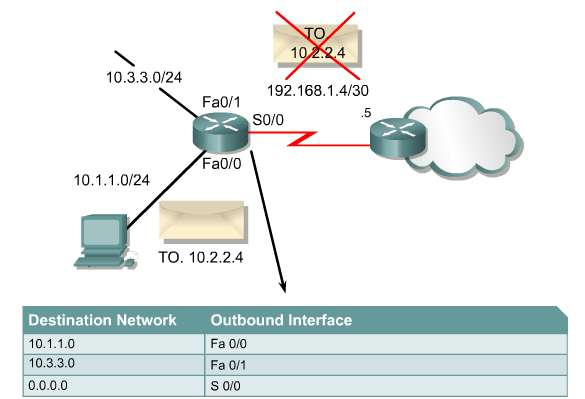 TO.
10.2.2.4
10.3.3.0/24
192.168.1.4/30
Fa0/1
S0/0
.5
Fa0/0
10.1.1.0/24
TO. 10.2.2.4
Destination Network Outbound Interface
10.1.1.0 Fa 0/0
10.3.3.0 Fa 0/1
0.0.0.0 S 0/0